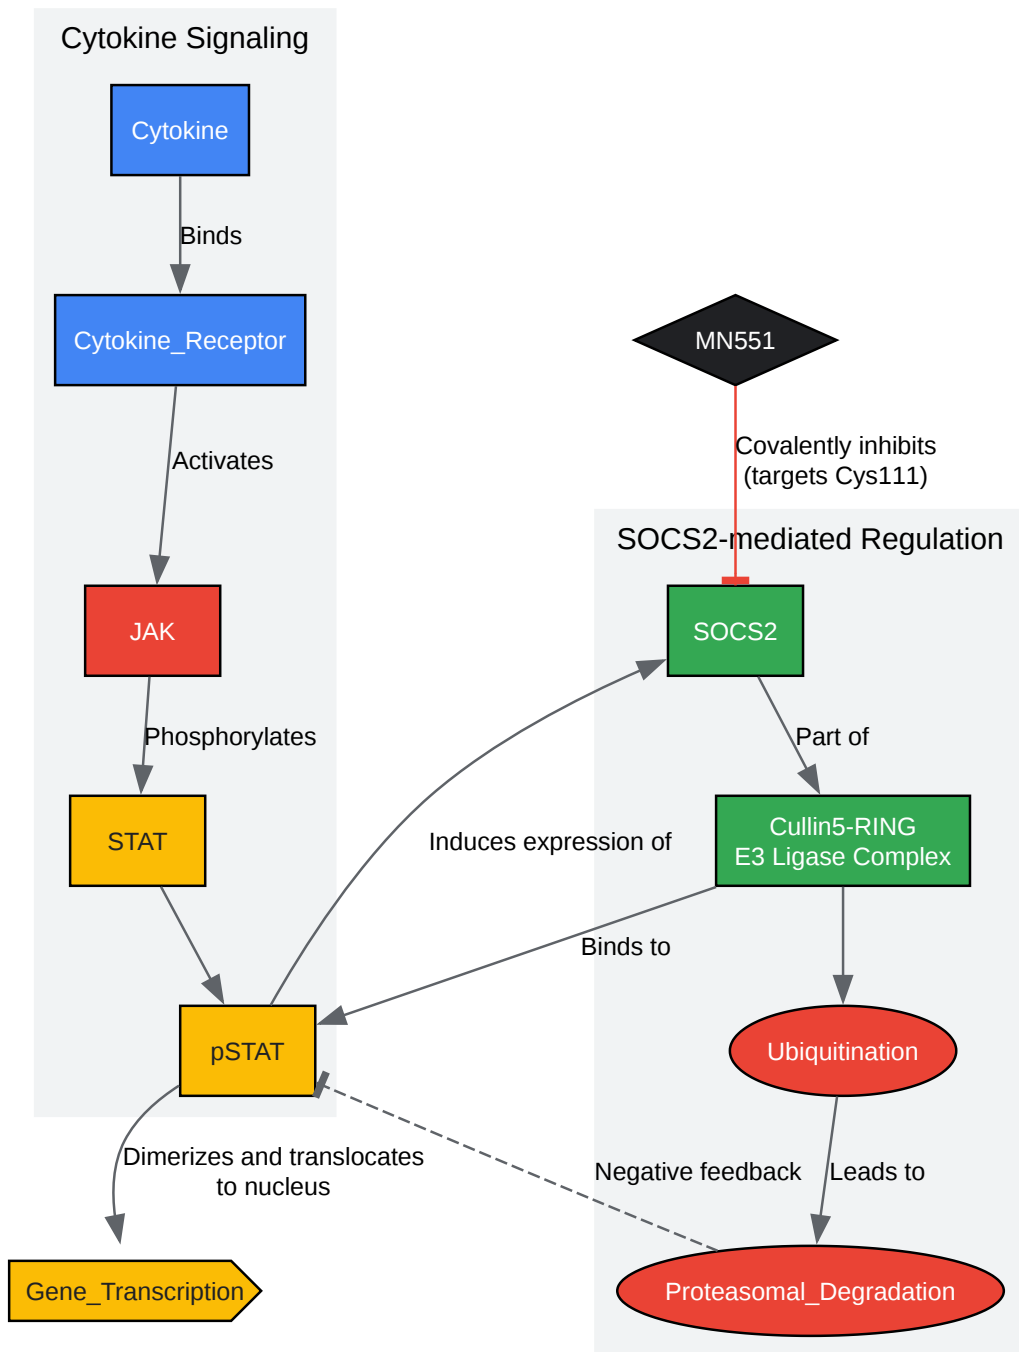 Cytokine Signaling
Cytokine
Binds
Cytokine_Receptor
MN551
Activates
Covalently inhibits
(targets Cys111)
SOCS2-mediated Regulation
JAK
SOCS2
Phosphorylates
Part of
STAT
Induces expression of
Cullin5-RING
E3 Ligase Complex
Binds to
pSTAT
Ubiquitination
Dimerizes and translocates
to nucleus
Negative feedback
Leads to
Gene_Transcription
Proteasomal_Degradation